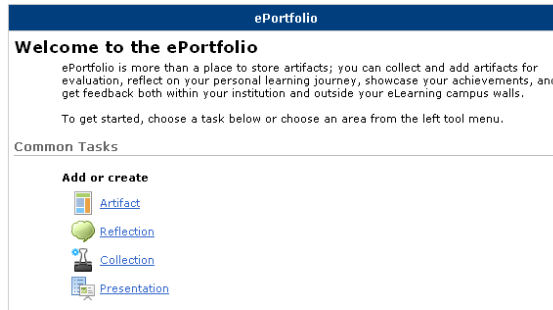 ePortfolio
Welcome to the ePortfolio
ePortfolio is more than a place to store artifacts; you can collect and add artifacts for
evaluation, reflect on your personal learning journey, showcase your achievements, and
get feedback both within your institution and outside your eLearning campus walls.
To get started, choose a task below or choose an area from the left tool menu.
Common Tasks
Add or create
Artifact
Reflection
Collection
Presentation